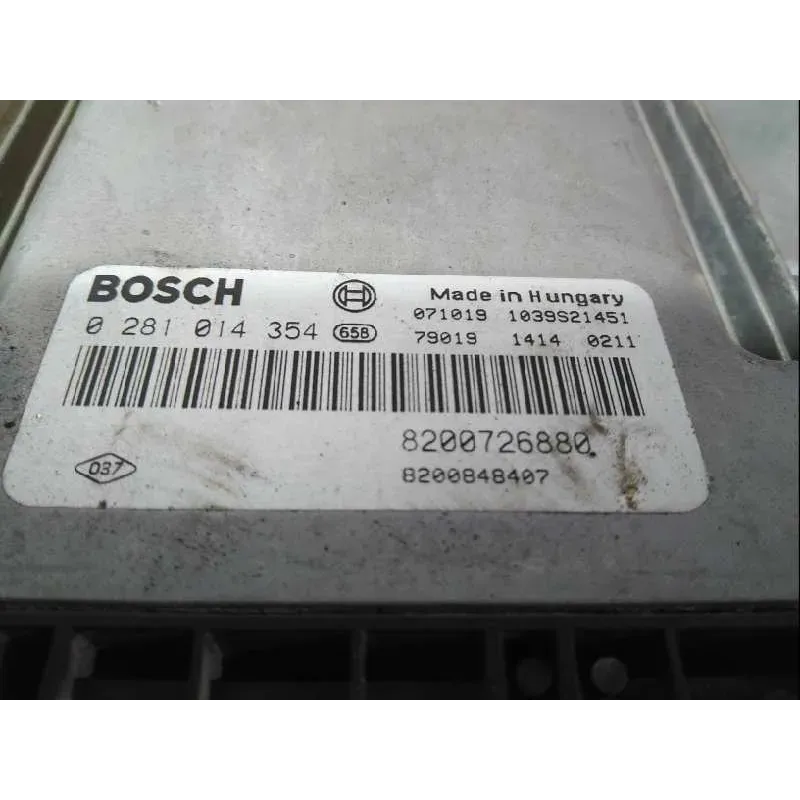 BOSCH
Made in Hungary
0 281 014 354 658
071019 1039S21451
79019 1414 0211
8200726880
8200848407
037